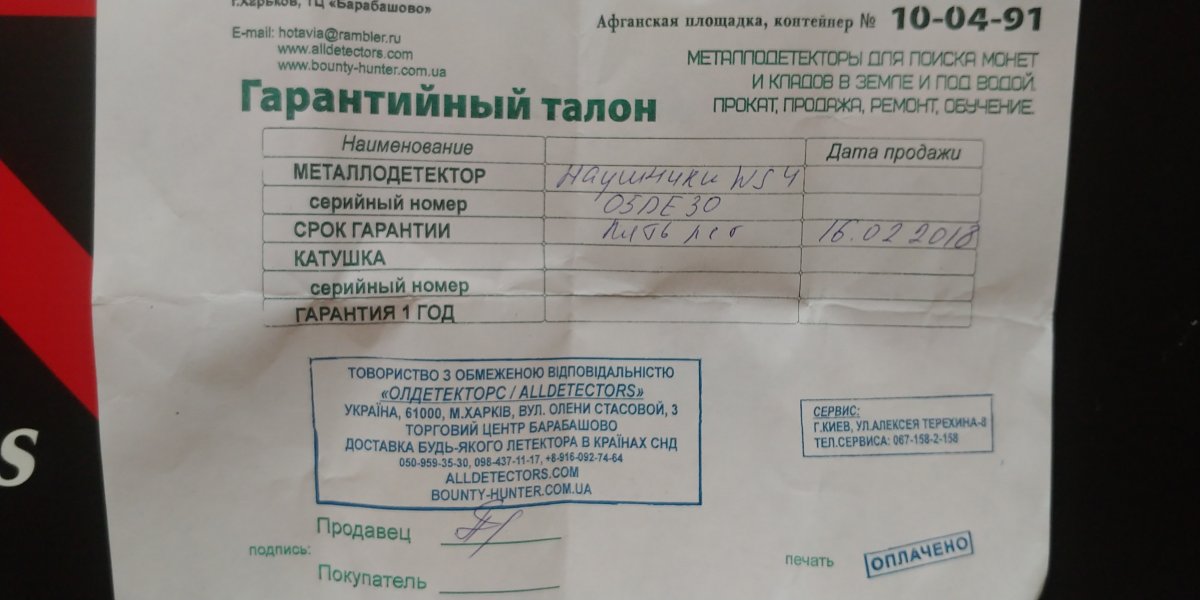 г.Харьков, ТЦ «Барабашово»
Афганская площадка, контейнер № 10-04-91
E-mail: hotavia@rambler.ru
www.alldetectors.com
www.bounty-hunter.com.ua
МЕТАЛЛОДЕТЕКТОРЫ ДЛЯ ПОИСКА МОНЕТ
И КЛАДОВ В ЗЕМЛЕ И ПОД ВОДОЙ.
ПРОКАТ, ПРОДАЖА, РЕМОНТ, ОБУЧЕНИЕ.
Гарантийный талон
Наименование Дата продажи
МЕТАЛЛОДЕТЕКТОР Наушники WS4
серийный номер 05DE30
СРОК ГАРАНТИИ пять лет 16.02 2018
КАТУШКА
серийный номер
ГАРАНТИЯ 1 ГОД
ТОВОРИСТВО З ОБМЕЖЕНОЮ ВІДПОВІДАЛЬНІСТЮ
«ОЛДЕТЕКТОРС / ALLDETECTORS»
УКРАЇНА, 61000, М.ХАРКІВ, ВУЛ. ОЛЕНИ СТАСОВОЙ, 3
ТОРГОВИЙ ЦЕНТР БАРАБАШОВО
ДОСТАВКА БУДЬ-ЯКОГО ЛЕТЕКТОРА В КРАЇНАХ СНД
050-959-35-30, 098-437-11-17, +8-916-092-74-64
ALLDETECTORS.COM
BOUNTY-HUNTER.COM.UA
СЕРВИС:
Г.КИЕВ, УЛ.АЛЕКСЕЯ ТЕРЕХИНА-8
ТЕЛ.СЕРВИСА: 067-158-2-158
s
Продавец
подпись:
Покупатель
печать
ОПЛАЧЕНО